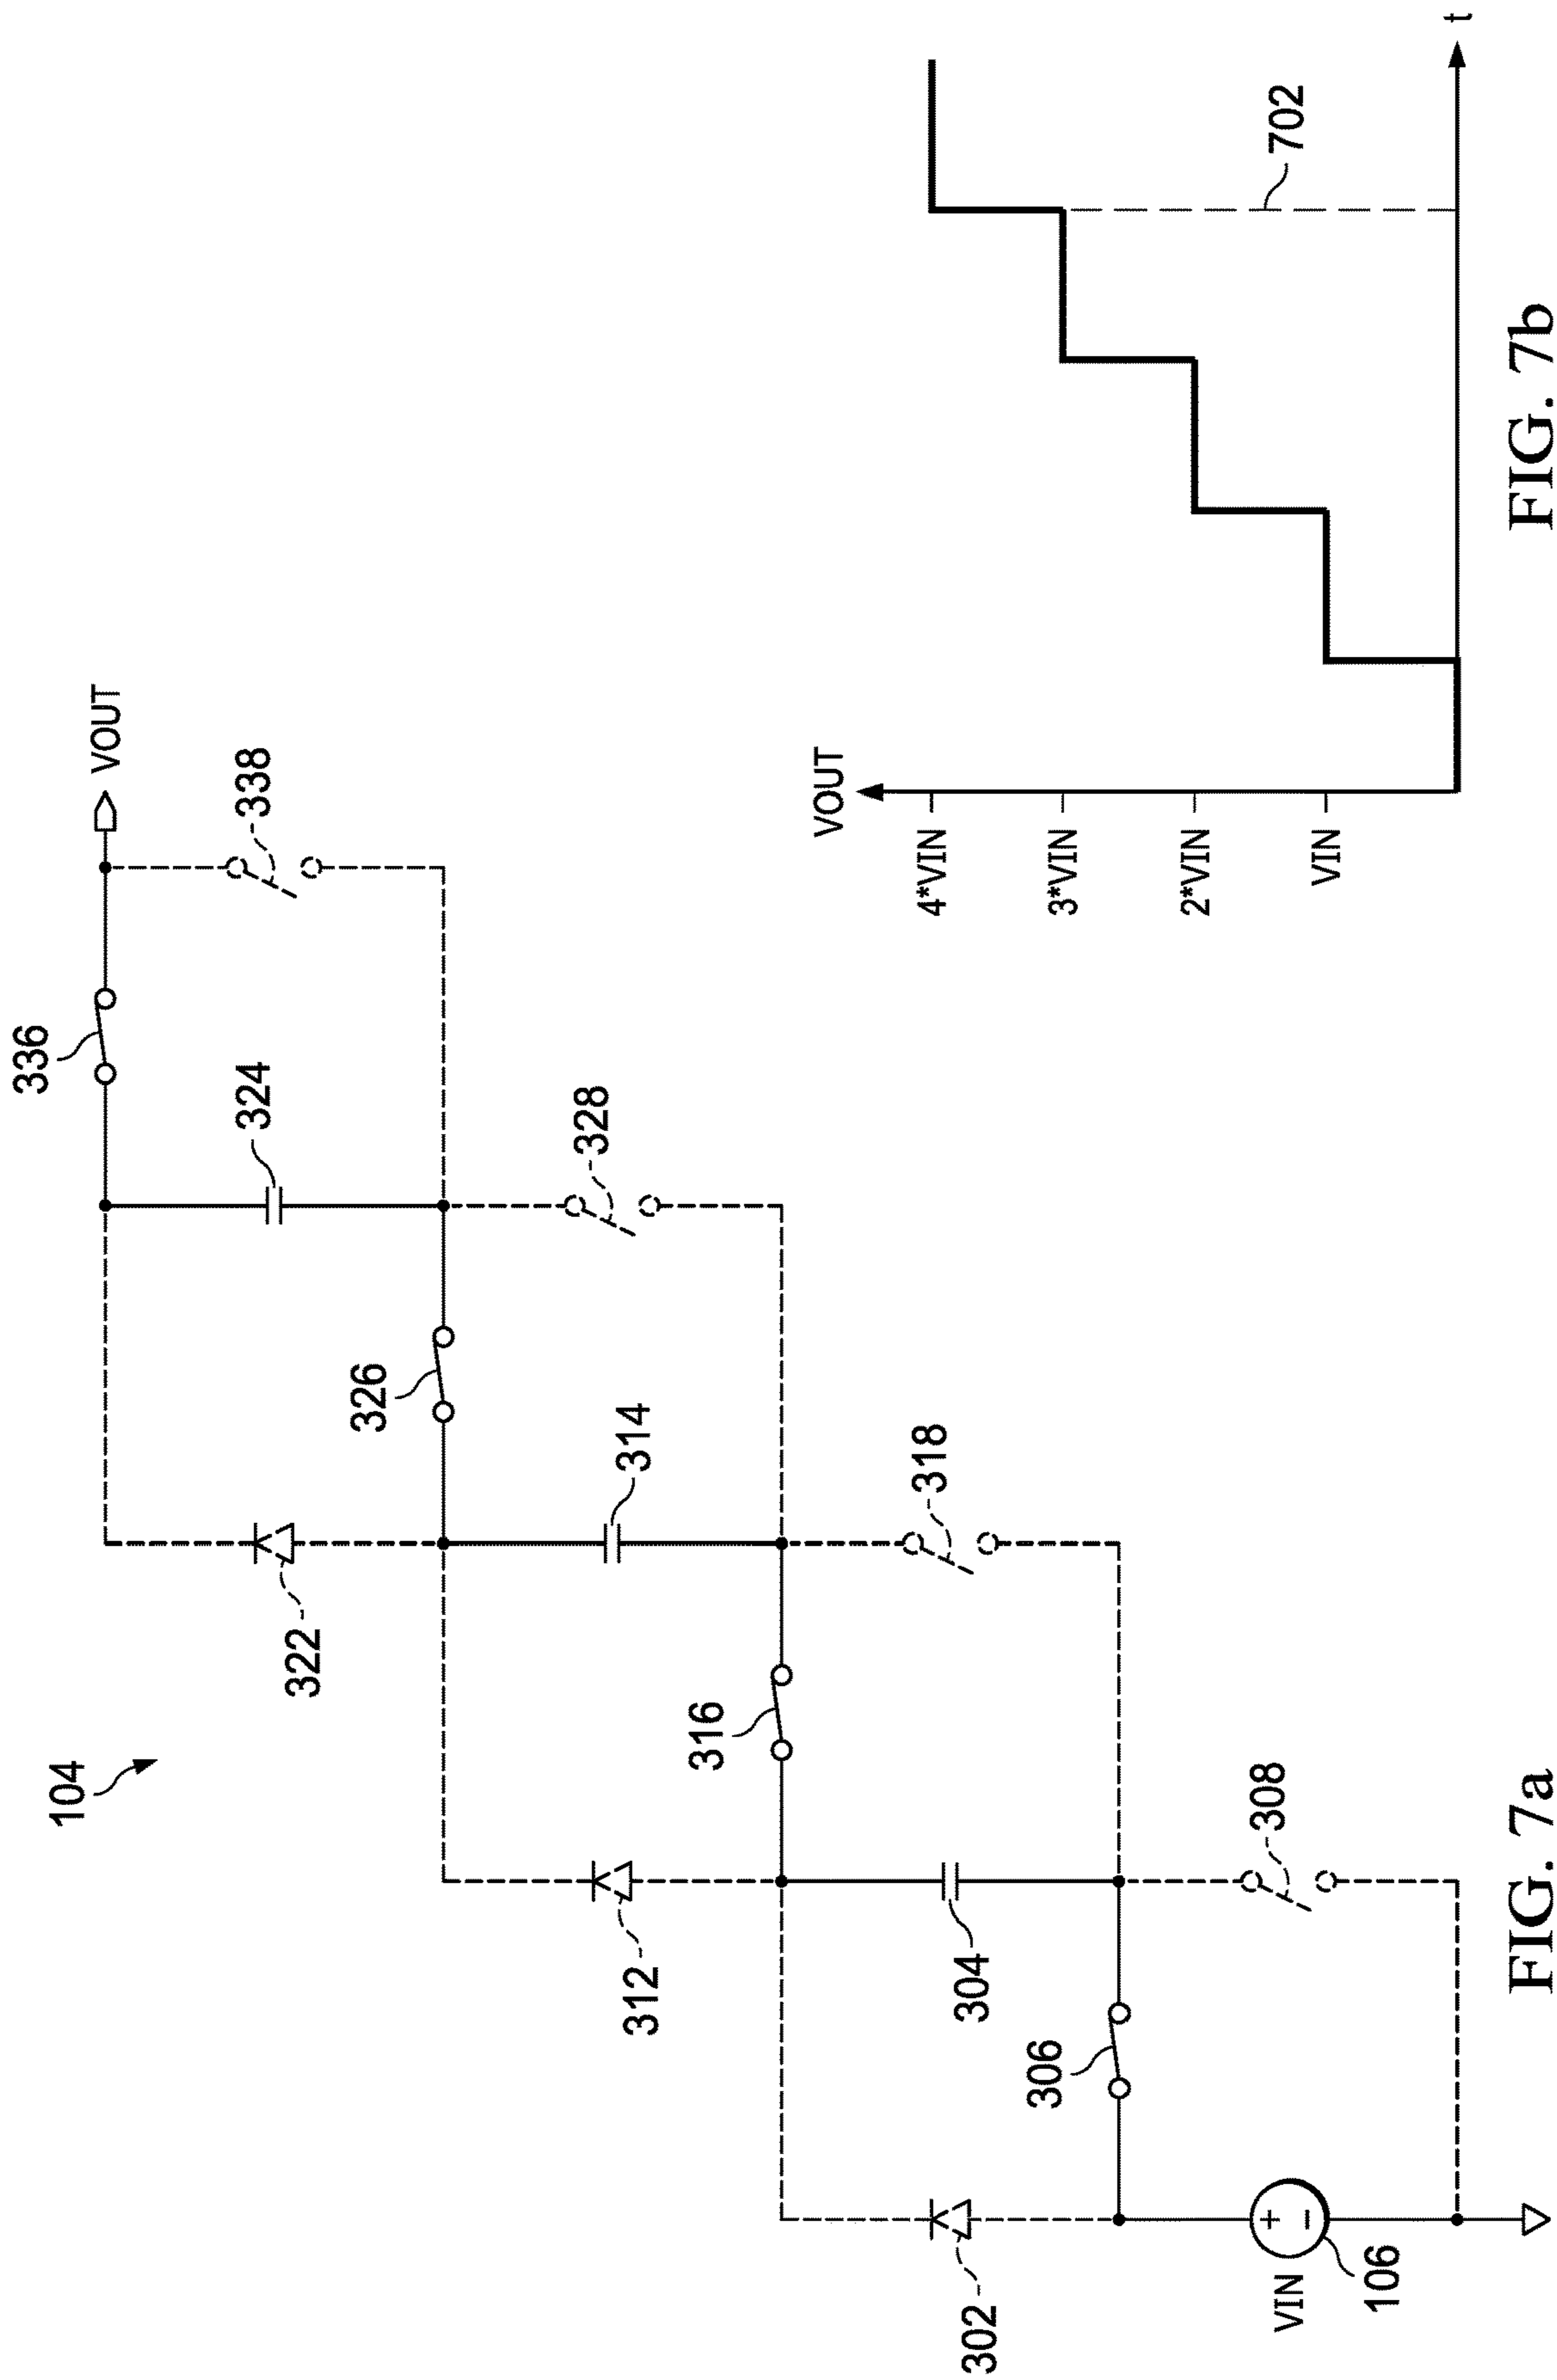 104
336
VOUT
338
324
322
326
328
312
316
314
318
302
304
306
308
VIN
+
−
106
FIG. 7a
VOUT
4*VIN
3*VIN
2*VIN
VIN
702
t
FIG. 7b